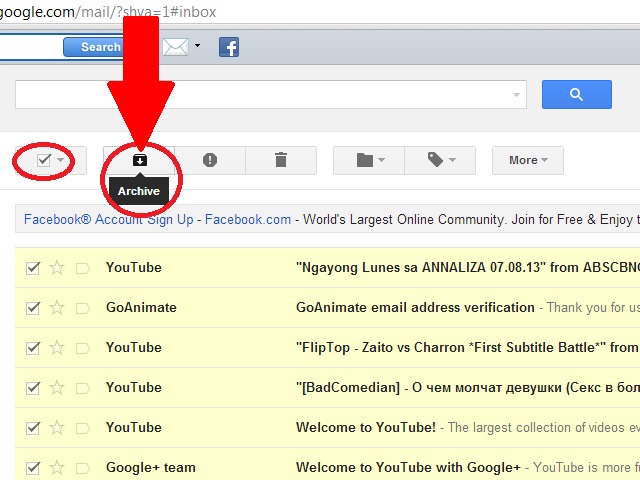 google.com/mail/?shva=1#inbox
Search
More
Archive
Facebook® Account Sign Up - Facebook.com - World's Largest Online Community. Join for Free & Enjoy
YouTube "Ngayong Lunes sa ANNALIZA 07.08.13" from ABSCBN
GoAnimate GoAnimate email address verification - Thank you for us
YouTube "FlipTop - Zaito vs Charron *First Subtitle Battle*" from
YouTube "[BadComedian] - О чем молчат девушки (Секс в бол
YouTube Welcome to YouTube! - The largest collection of videos ev
Google+ team Welcome to YouTube with Google+ - YouTube is more